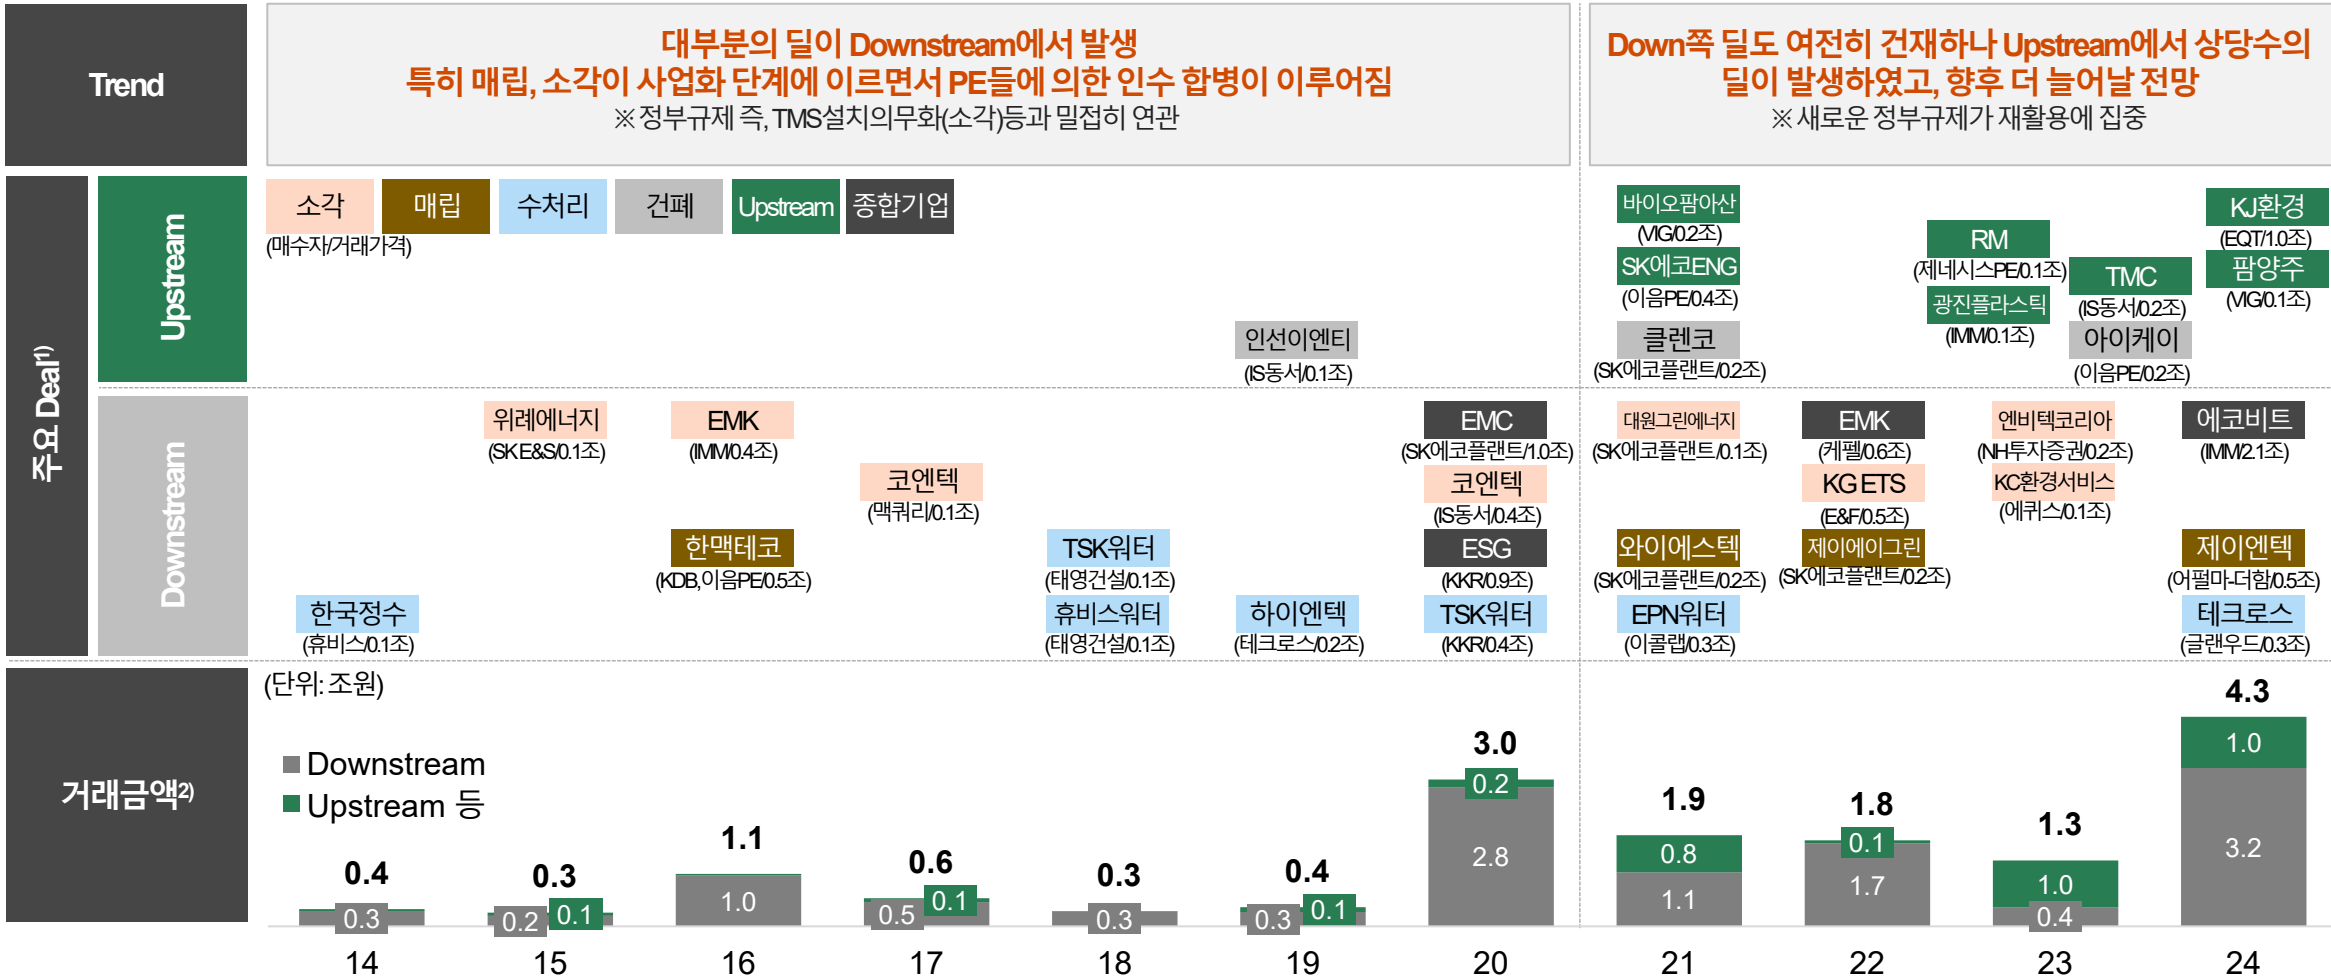 Trend
대부분의 딜이 Downstream에서 발생
특히 매립, 소각이 사업화 단계에 이르면서 PE들에 의한 인수 합병이 이루어짐
※ 정부규제 즉, TMS설치의무화(소각)등과 밀접히 연관
Down쪽 딜도 여전히 건재하나 Upstream에서 상당수의
딜이 발생하였고, 향후 더 늘어날 전망
※ 새로운 정부규제가 재활용에 집중
주요 Deal1)
Upstream
소각
매립
수처리
건폐
Upstream
종합기업
(매수자/거래가격)
인선이엔티
(IS동서/0.1조)
바이오팜아산
(VIG/0.2조)
SK에코ENG
(이음PE/0.4조)
클렌코
(SK에코플랜트/0.2조)
RM
(제네시스PE/0.1조)
광진플라스틱
(IMM/0.1조)
TMC
(IS동서/0.2조)
아이케이
(이음PE/0.2조)
KJ환경
(EQT/1.0조)
팜양주
(VIG/0.1조)
Downstream
한국정수
(휴비스/0.1조)
위례에너지
(SK E&S/0.1조)
EMK
(IMM/0.4조)
한맥테코
(KDB,이음PE/0.5조)
코엔텍
(맥쿼리/0.1조)
TSK워터
(태영건설/0.1조)
휴비스워터
(태영건설/0.1조)
하이엔텍
(테크로스/0.2조)
EMC
(SK에코플랜트/1.0조)
코엔텍
(IS동서/0.4조)
ESG
(KKR/0.9조)
TSK워터
(KKR/0.4조)
대원그린에너지
(SK에코플랜트/0.1조)
와이에스텍
(SK에코플랜트/0.2조)
EPN워터
(이콜랩/0.3조)
EMK
(케펠/0.6조)
KG ETS
(E&F/0.5조)
제이에이그린
(SK에코플랜트/0.2조)
엔비텍코리아
(NH투자증권/0.2조)
KC환경서비스
(에퀴스/0.1조)
에코비트
(IMM/2.1조)
제이엔텍
(어펄마-더함/0.5조)
테크로스
(글랜우드/0.3조)
거래금액2)
(단위: 조원)
Downstream
Upstream 등
0.4
0.3
0.3
0.2
0.1
1.1
1.0
0.6
0.5
0.1
0.3
0.3
0.4
0.3
0.1
3.0
0.2
2.8
1.9
0.8
1.1
1.8
0.1
1.7
1.3
1.0
0.4
4.3
1.0
3.2
14
15
16
17
18
19
20
21
22
23
24